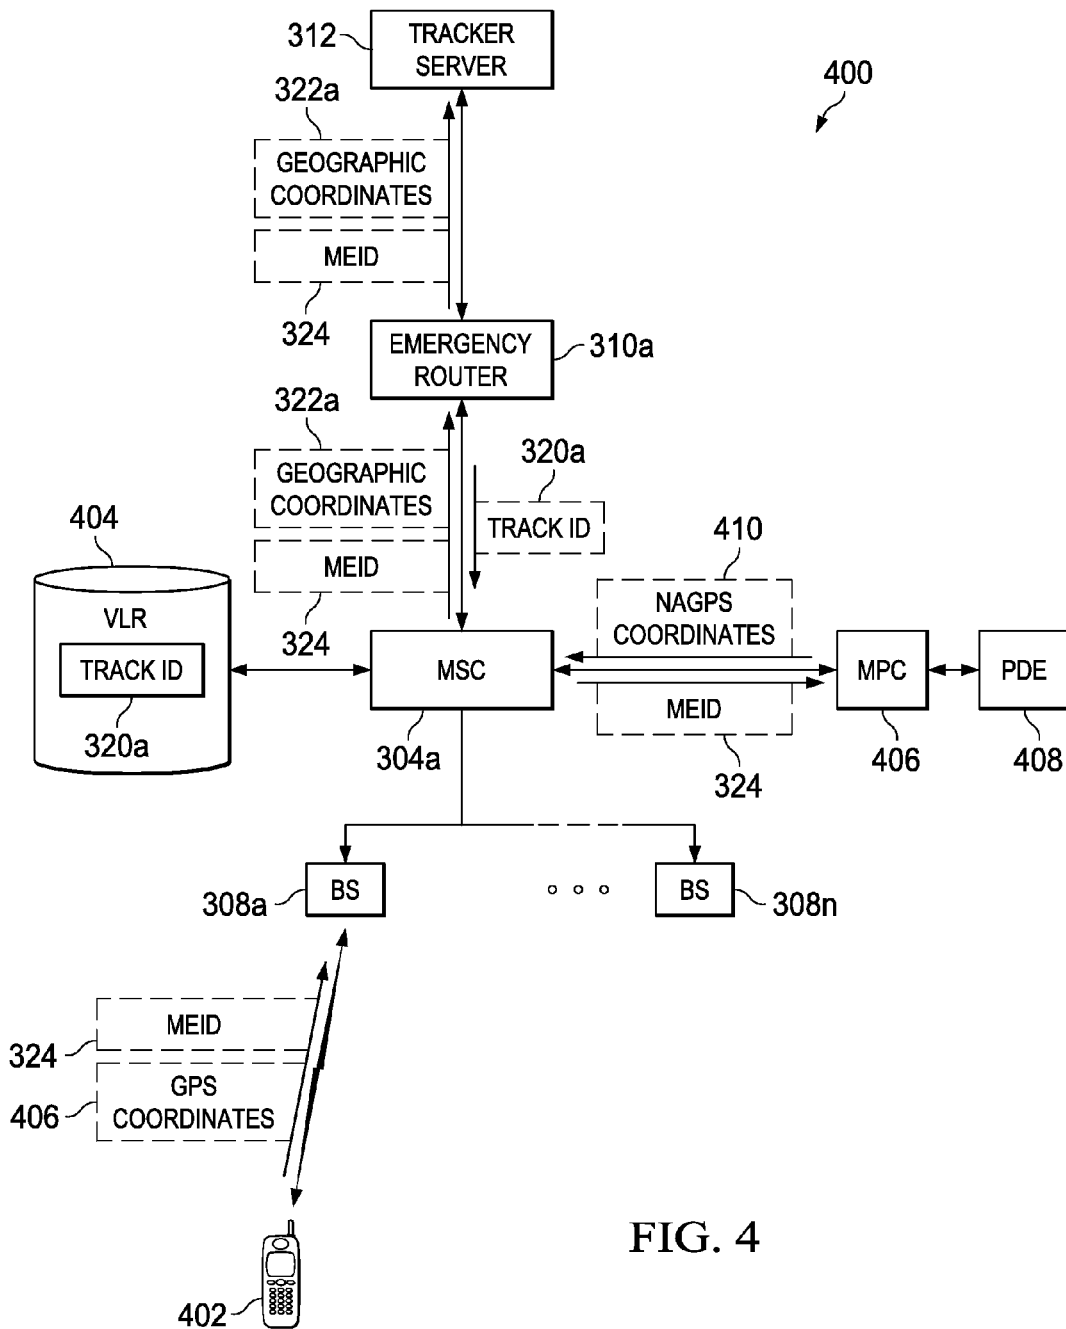 312
TRACKER
SERVER
400
322a
GEOGRAPHIC
COORDINATES
MEID
324
EMERGENCY
ROUTER
310a
322a
GEOGRAPHIC
COORDINATES
320a
TRACK ID
MEID
324
404
VLR
TRACK ID
320a
MSC
304a
410
NAGPS
COORDINATES
MEID
324
MPC
406
PDE
408
BS
308a
BS
308n
MEID
324
GPS
COORDINATES
406
402
FIG. 4